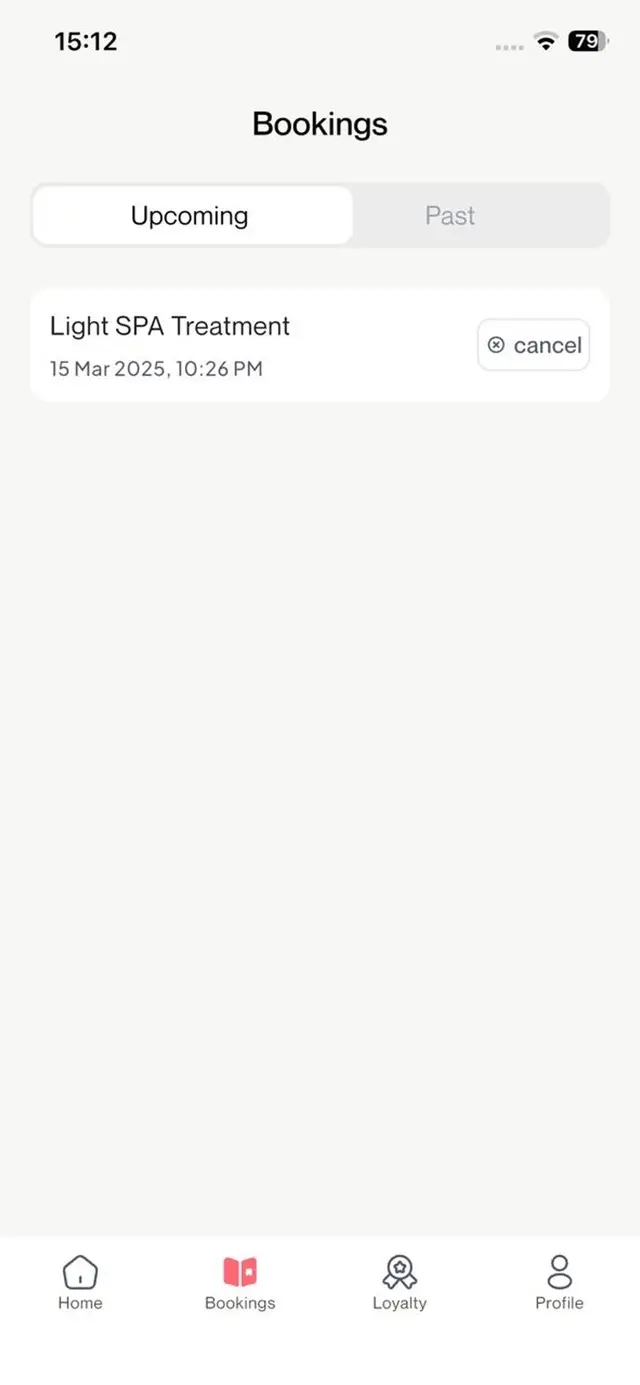 15:12
79
Bookings
Upcoming
Past
Light SPA Treatment
15 Mar 2025, 10:26 PM
cancel
Home
Bookings
Loyalty
Profile